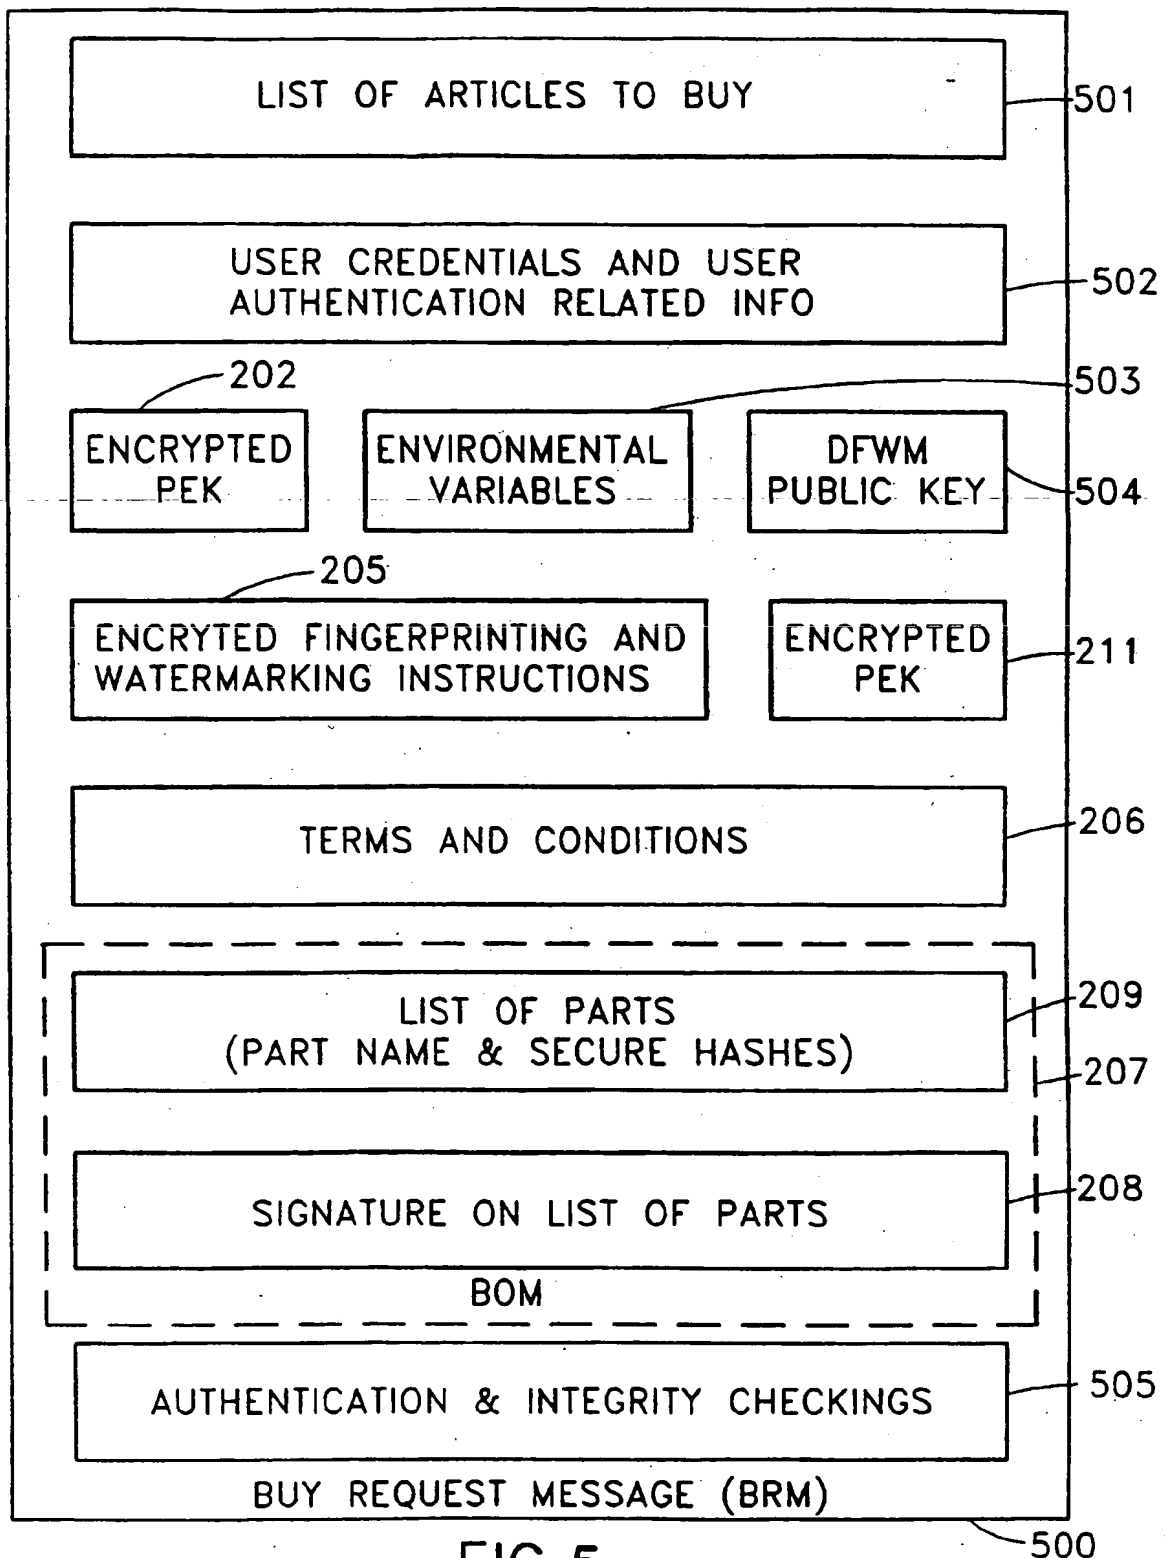 LIST OF ARTICLES TO BUY
501
USER CREDENTIALS AND USER
AUTHENTICATION RELATED INFO
502
202
503
ENCRYPTED
PEK
ENVIRONMENTAL
VARIABLES
DFWM
PUBLIC KEY
504
205
ENCRYTED FINGERPRINTING AND
WATERMARKING INSTRUCTIONS
ENCRYPTED
PEK
211
TERMS AND CONDITIONS
206
LIST OF PARTS
(PART NAME & SECURE HASHES)
209
207
SIGNATURE ON LIST OF PARTS
208
BOM
AUTHENTICATION & INTEGRITY CHECKINGS
505
BUY REQUEST MESSAGE (BRM)
500
FIG.5